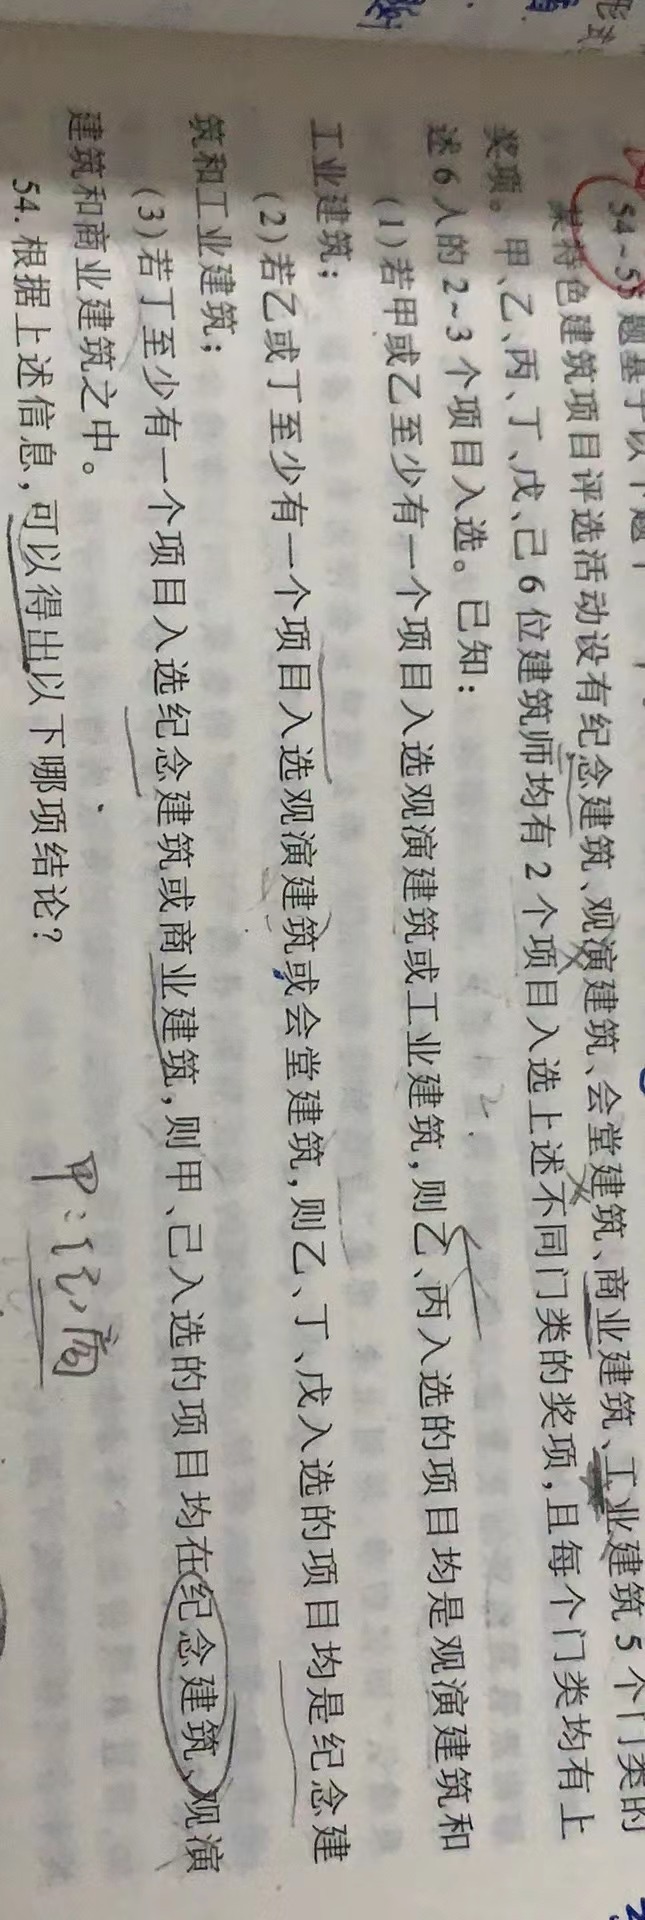 54~55题基于以下题干:
某特色建筑项目评选活动设有纪念建筑、观演建筑、会堂建筑、商业建筑、工业建筑5个门类的
奖项。甲、乙、丙、丁、戊、己6位建筑师均有2个项目入选上述不同门类的奖项,且每个门类均有上
述6人的2~3个项目入选。已知:
(1)若甲或乙至少有一个项目入选观演建筑或工业建筑,则乙、丙入选的项目均是观演建筑和
工业建筑;
(2)若乙或丁至少有一个项目入选观演建筑或会堂建筑,则乙、丁、戊入选的项目均是纪念建
筑和工业建筑;
(3)若丁至少有一个项目入选纪念建筑或商业建筑,则甲、己入选的项目均在纪念建筑、观演
建筑和商业建筑之中。
54.根据上述信息,可以得出以下哪项结论?
甲:纪,商